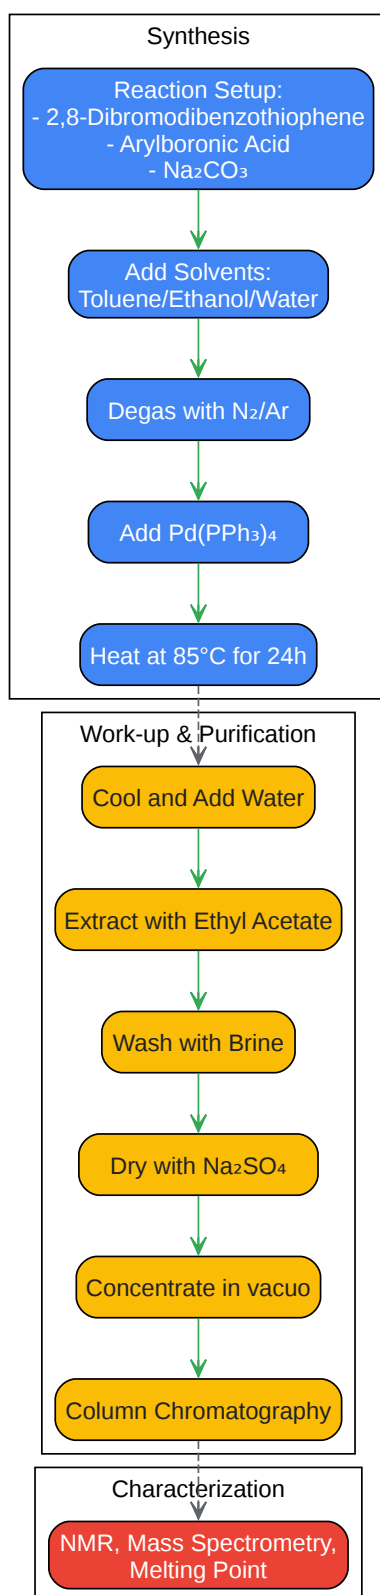 Synthesis
Reaction Setup:
- 2,8-Dibromodibenzothiophene
- Arylboronic Acid
- Na₂CO₃
Add Solvents:
Toluene/Ethanol/Water
Degas with N₂/Ar
Add Pd(PPh₃)₄
Heat at 85°C for 24h
Work-up & Purification
Cool and Add Water
Extract with Ethyl Acetate
Wash with Brine
Dry with Na₂SO₄
Concentrate in vacuo
Column Chromatography
Characterization
NMR, Mass Spectrometry,
Melting Point